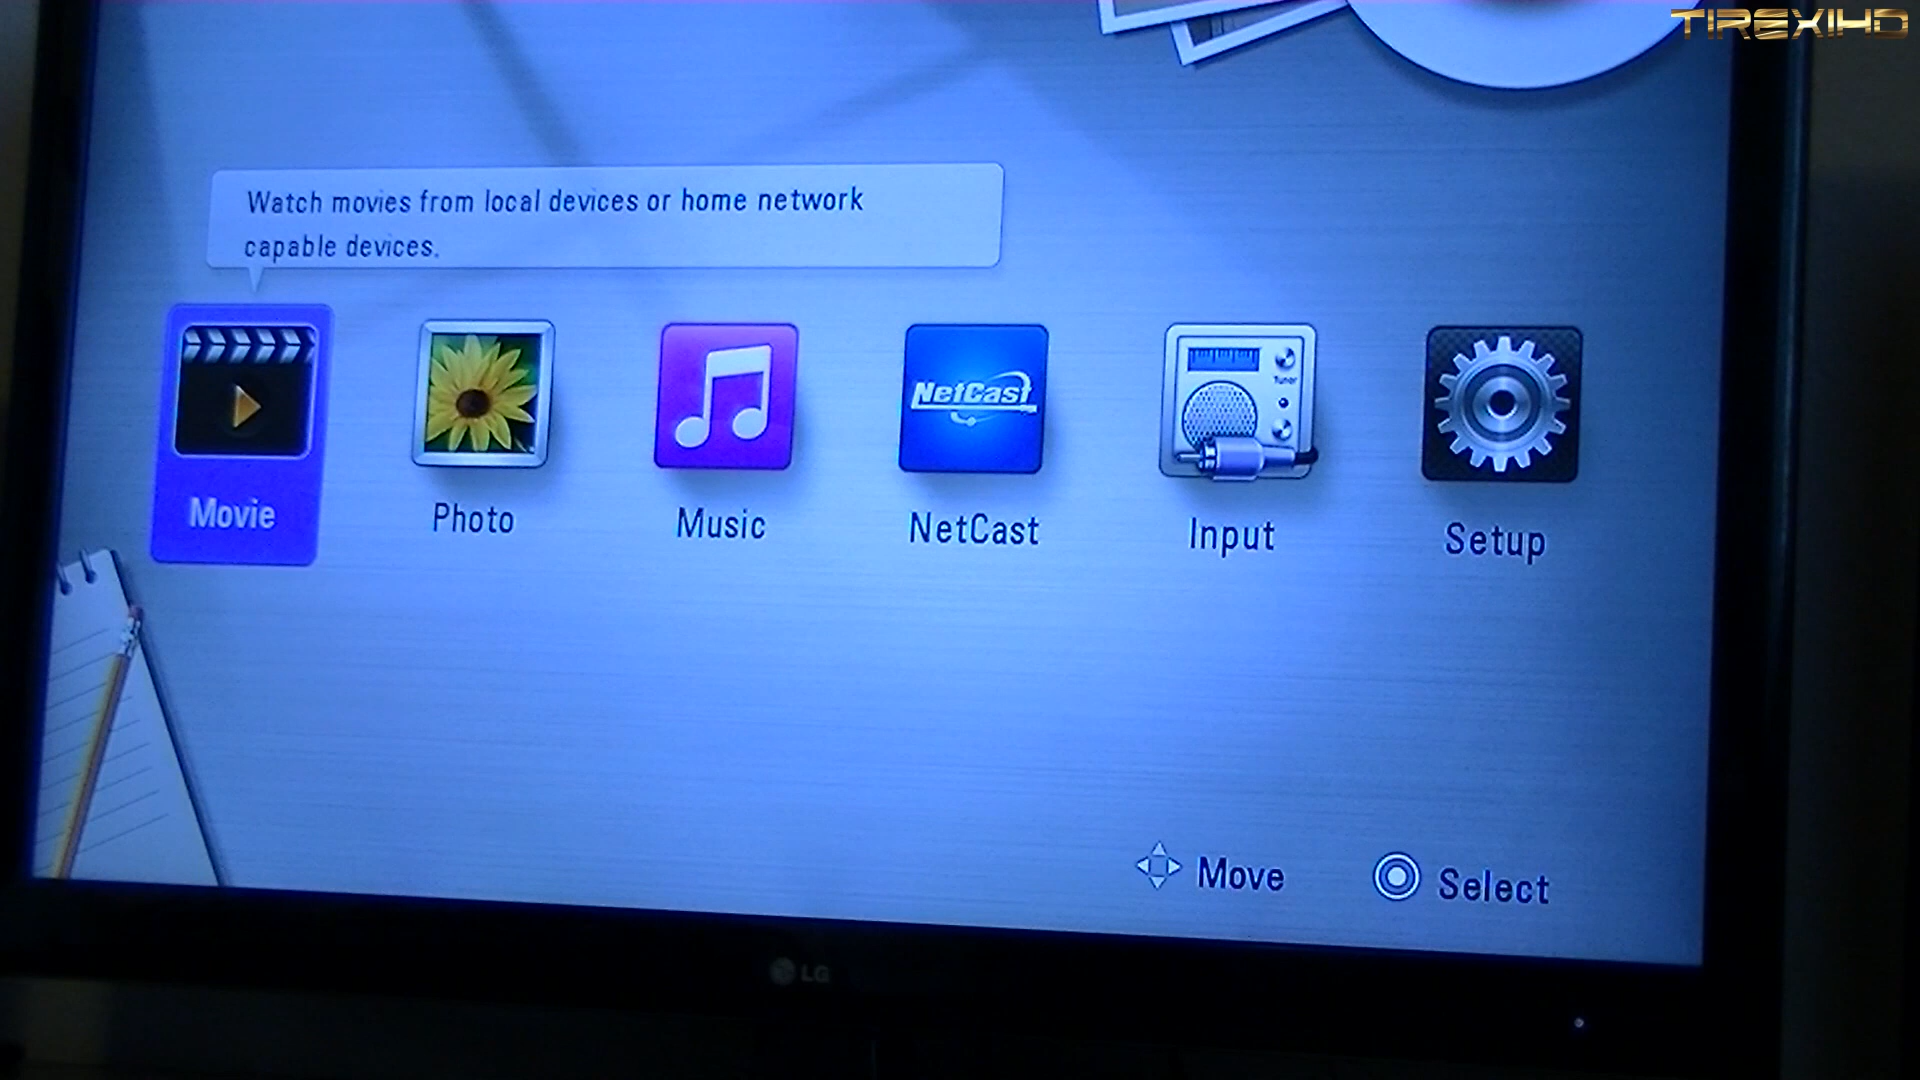 TIREXIHD
Watch movies from local devices or home network
capable devices.
NetCast
Tuner
Movie
Photo
Music
NetCast
Input
Setup
Move
Select
LG